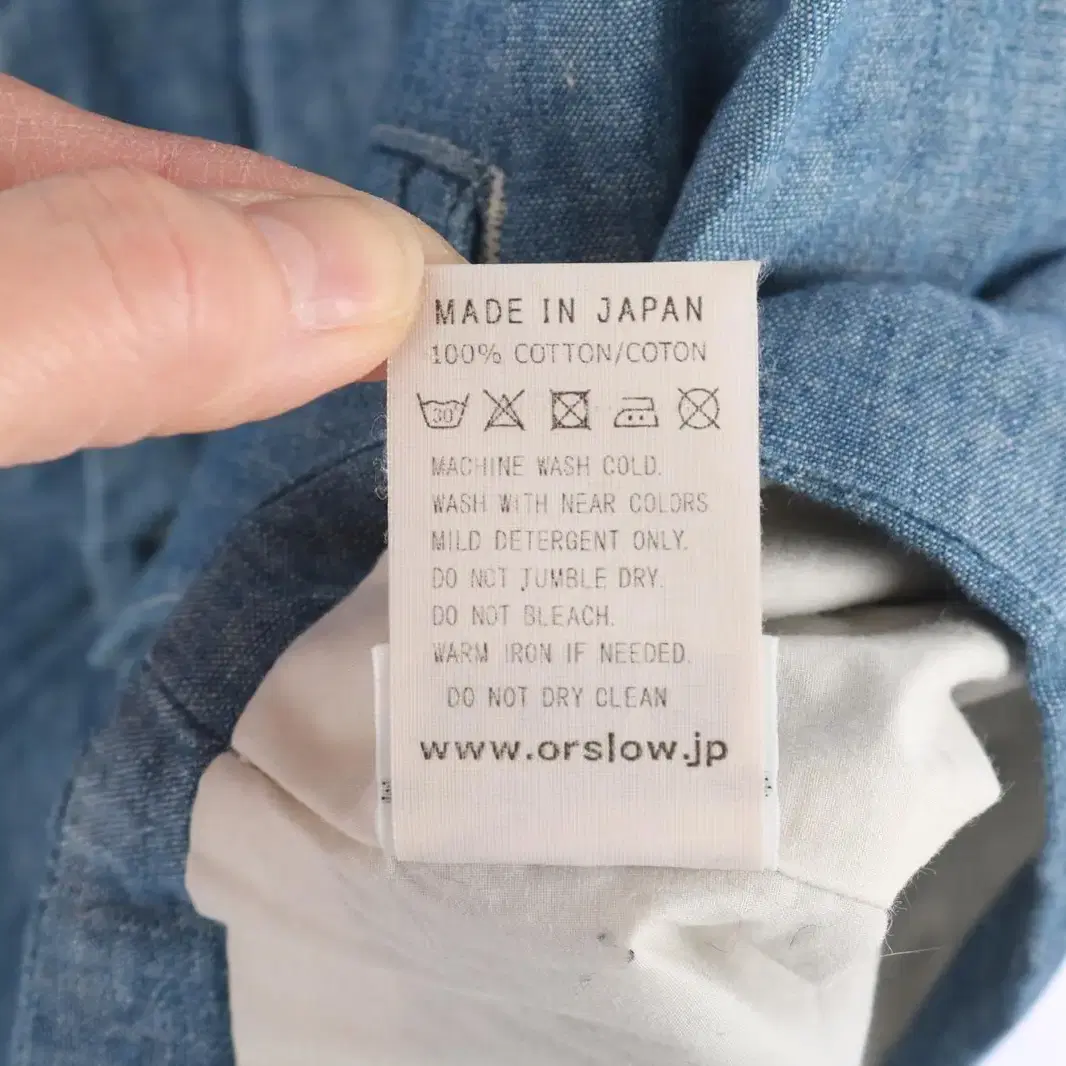 MADE IN JAPAN
100% COTTON/COTON
30
MACHINE WASH COLD.
WASH WITH NEAR COLORS
MILD DETERGENT ONLY.
DO NOT JUMBLE DRY.
DO NOT BLEACH.
WARM IRON IF NEEDED.
DO NOT DRY CLEAN
www.orslow.jp